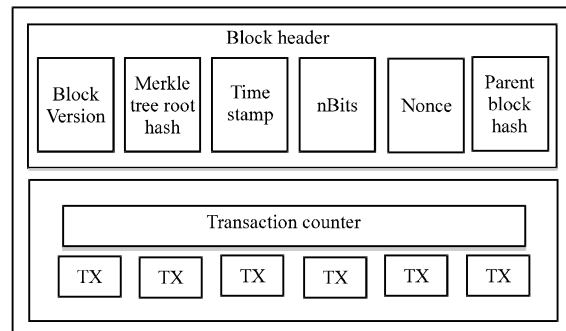 Block header
Block
Version
Merkle
tree root
hash
Time
stamp
nBits
Nonce
Parent
block
hash
Transaction counter
TX
TX
TX
TX
TX
TX